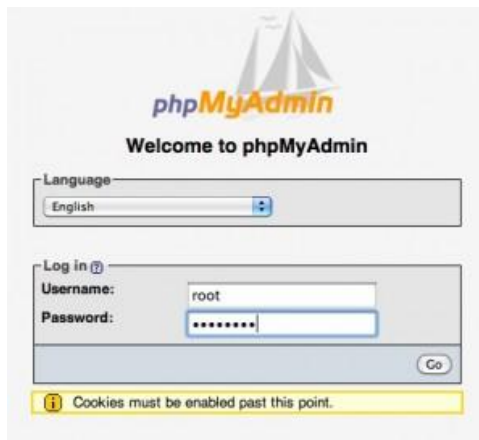 phpMyAdmin
Welcome to phpMyAdmin
Language
English
Log in
Username:
root
Password:
••••••••
Go
Cookies must be enabled past this point.